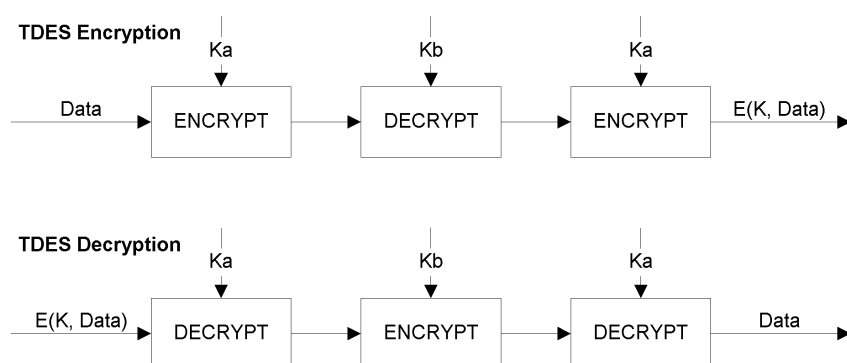 TDES Encryption
Ka
Kb
Ka
Data
ENCRYPT
DECRYPT
ENCRYPT
E(K, Data)
TDES Decryption
Ka
Kb
Ka
E(K, Data)
DECRYPT
ENCRYPT
DECRYPT
Data